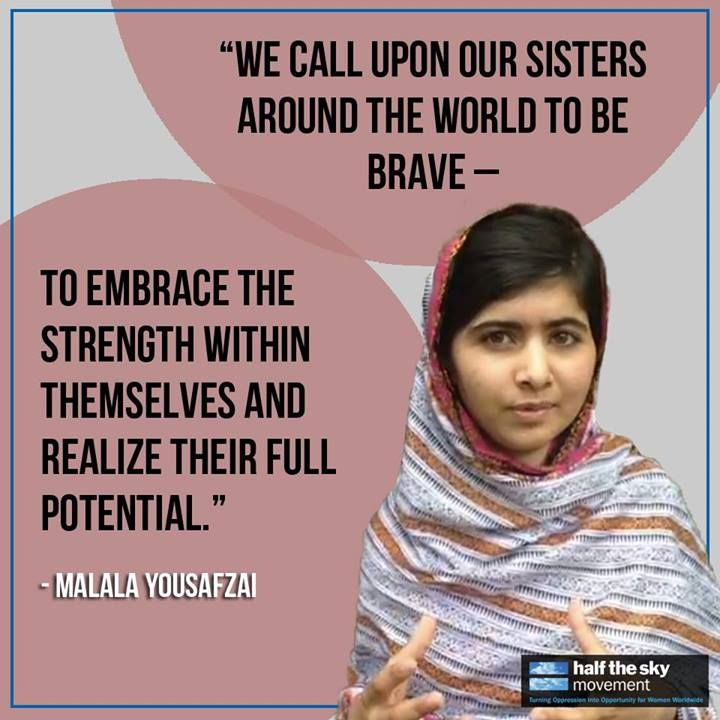 “WE CALL UPON OUR SISTERS
AROUND THE WORLD TO BE
BRAVE –
TO EMBRACE THE
STRENGTH WITHIN
THEMSELVES AND
REALIZE THEIR FULL
POTENTIAL.”
- MALALA YOUSAFZAI
half the sky
movement
Turning Oppression into Opportunity for Women Worldwide